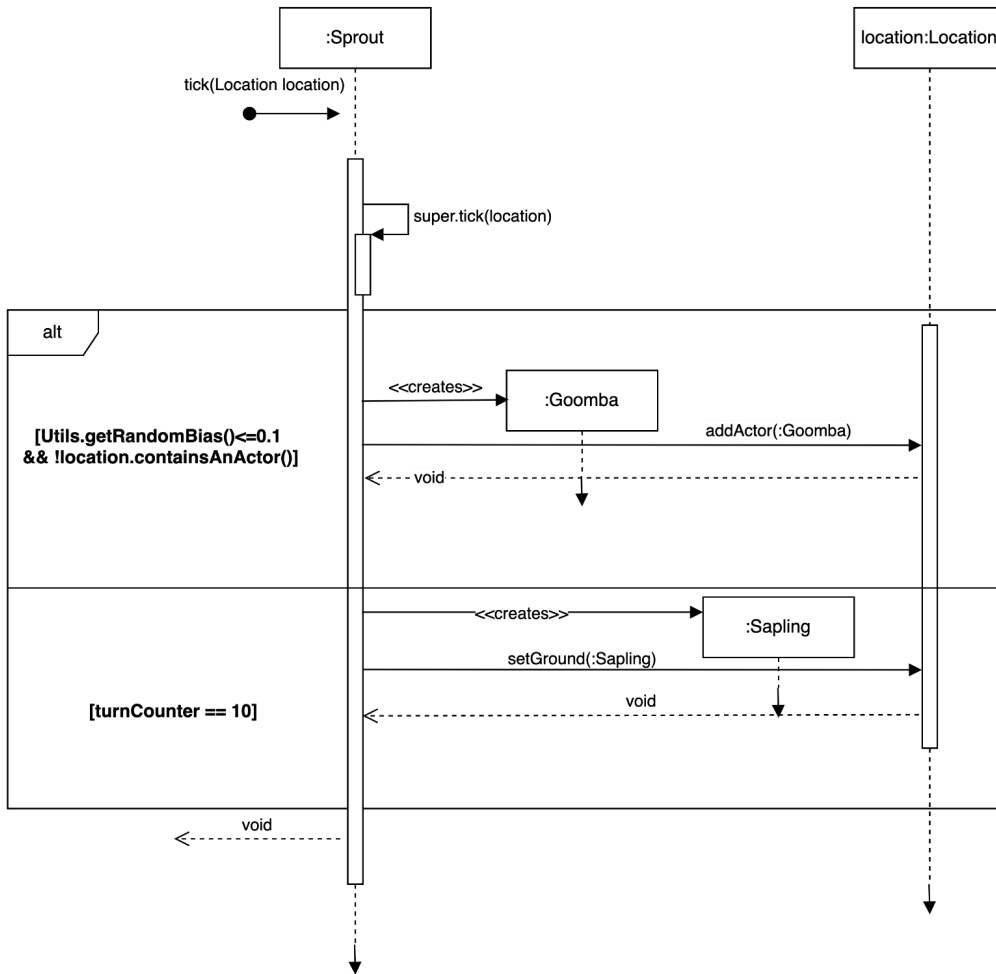 :Sprout
location:Location
tick(Location location)
super.tick(location)
alt
<<creates>>
:Goomba
[Utils.getRandomBias()<=0.1
&& !location.containsAnActor()]
addActor(:Goomba)
void
<<creates>>
:Sapling
setGround(:Sapling)
[turnCounter == 10]
void
void